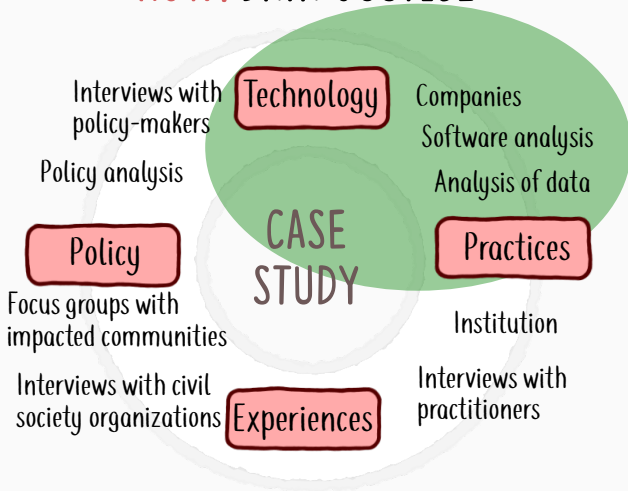 Interviews with
policy-makers
Technology
Companies
Software analysis
Policy analysis
Analysis of data
CASE
STUDY
Policy
Practices
Focus groups with
impacted communities
Institution
Interviews with civil
society organizations
Experiences
Interviews with
practitioners